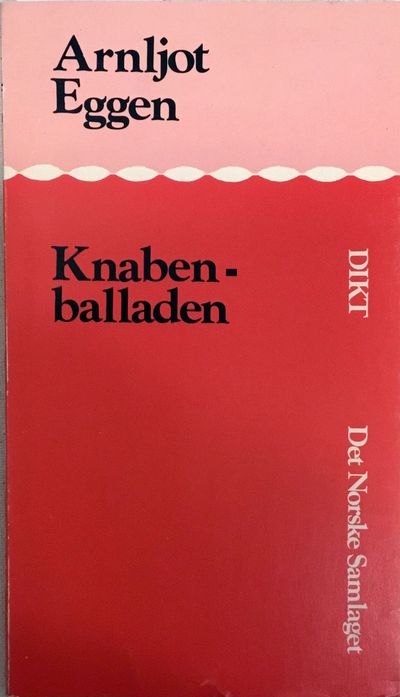 Arnljot
Eggen
Knaben-
balladen
DIKT
Det Norske Samlaget